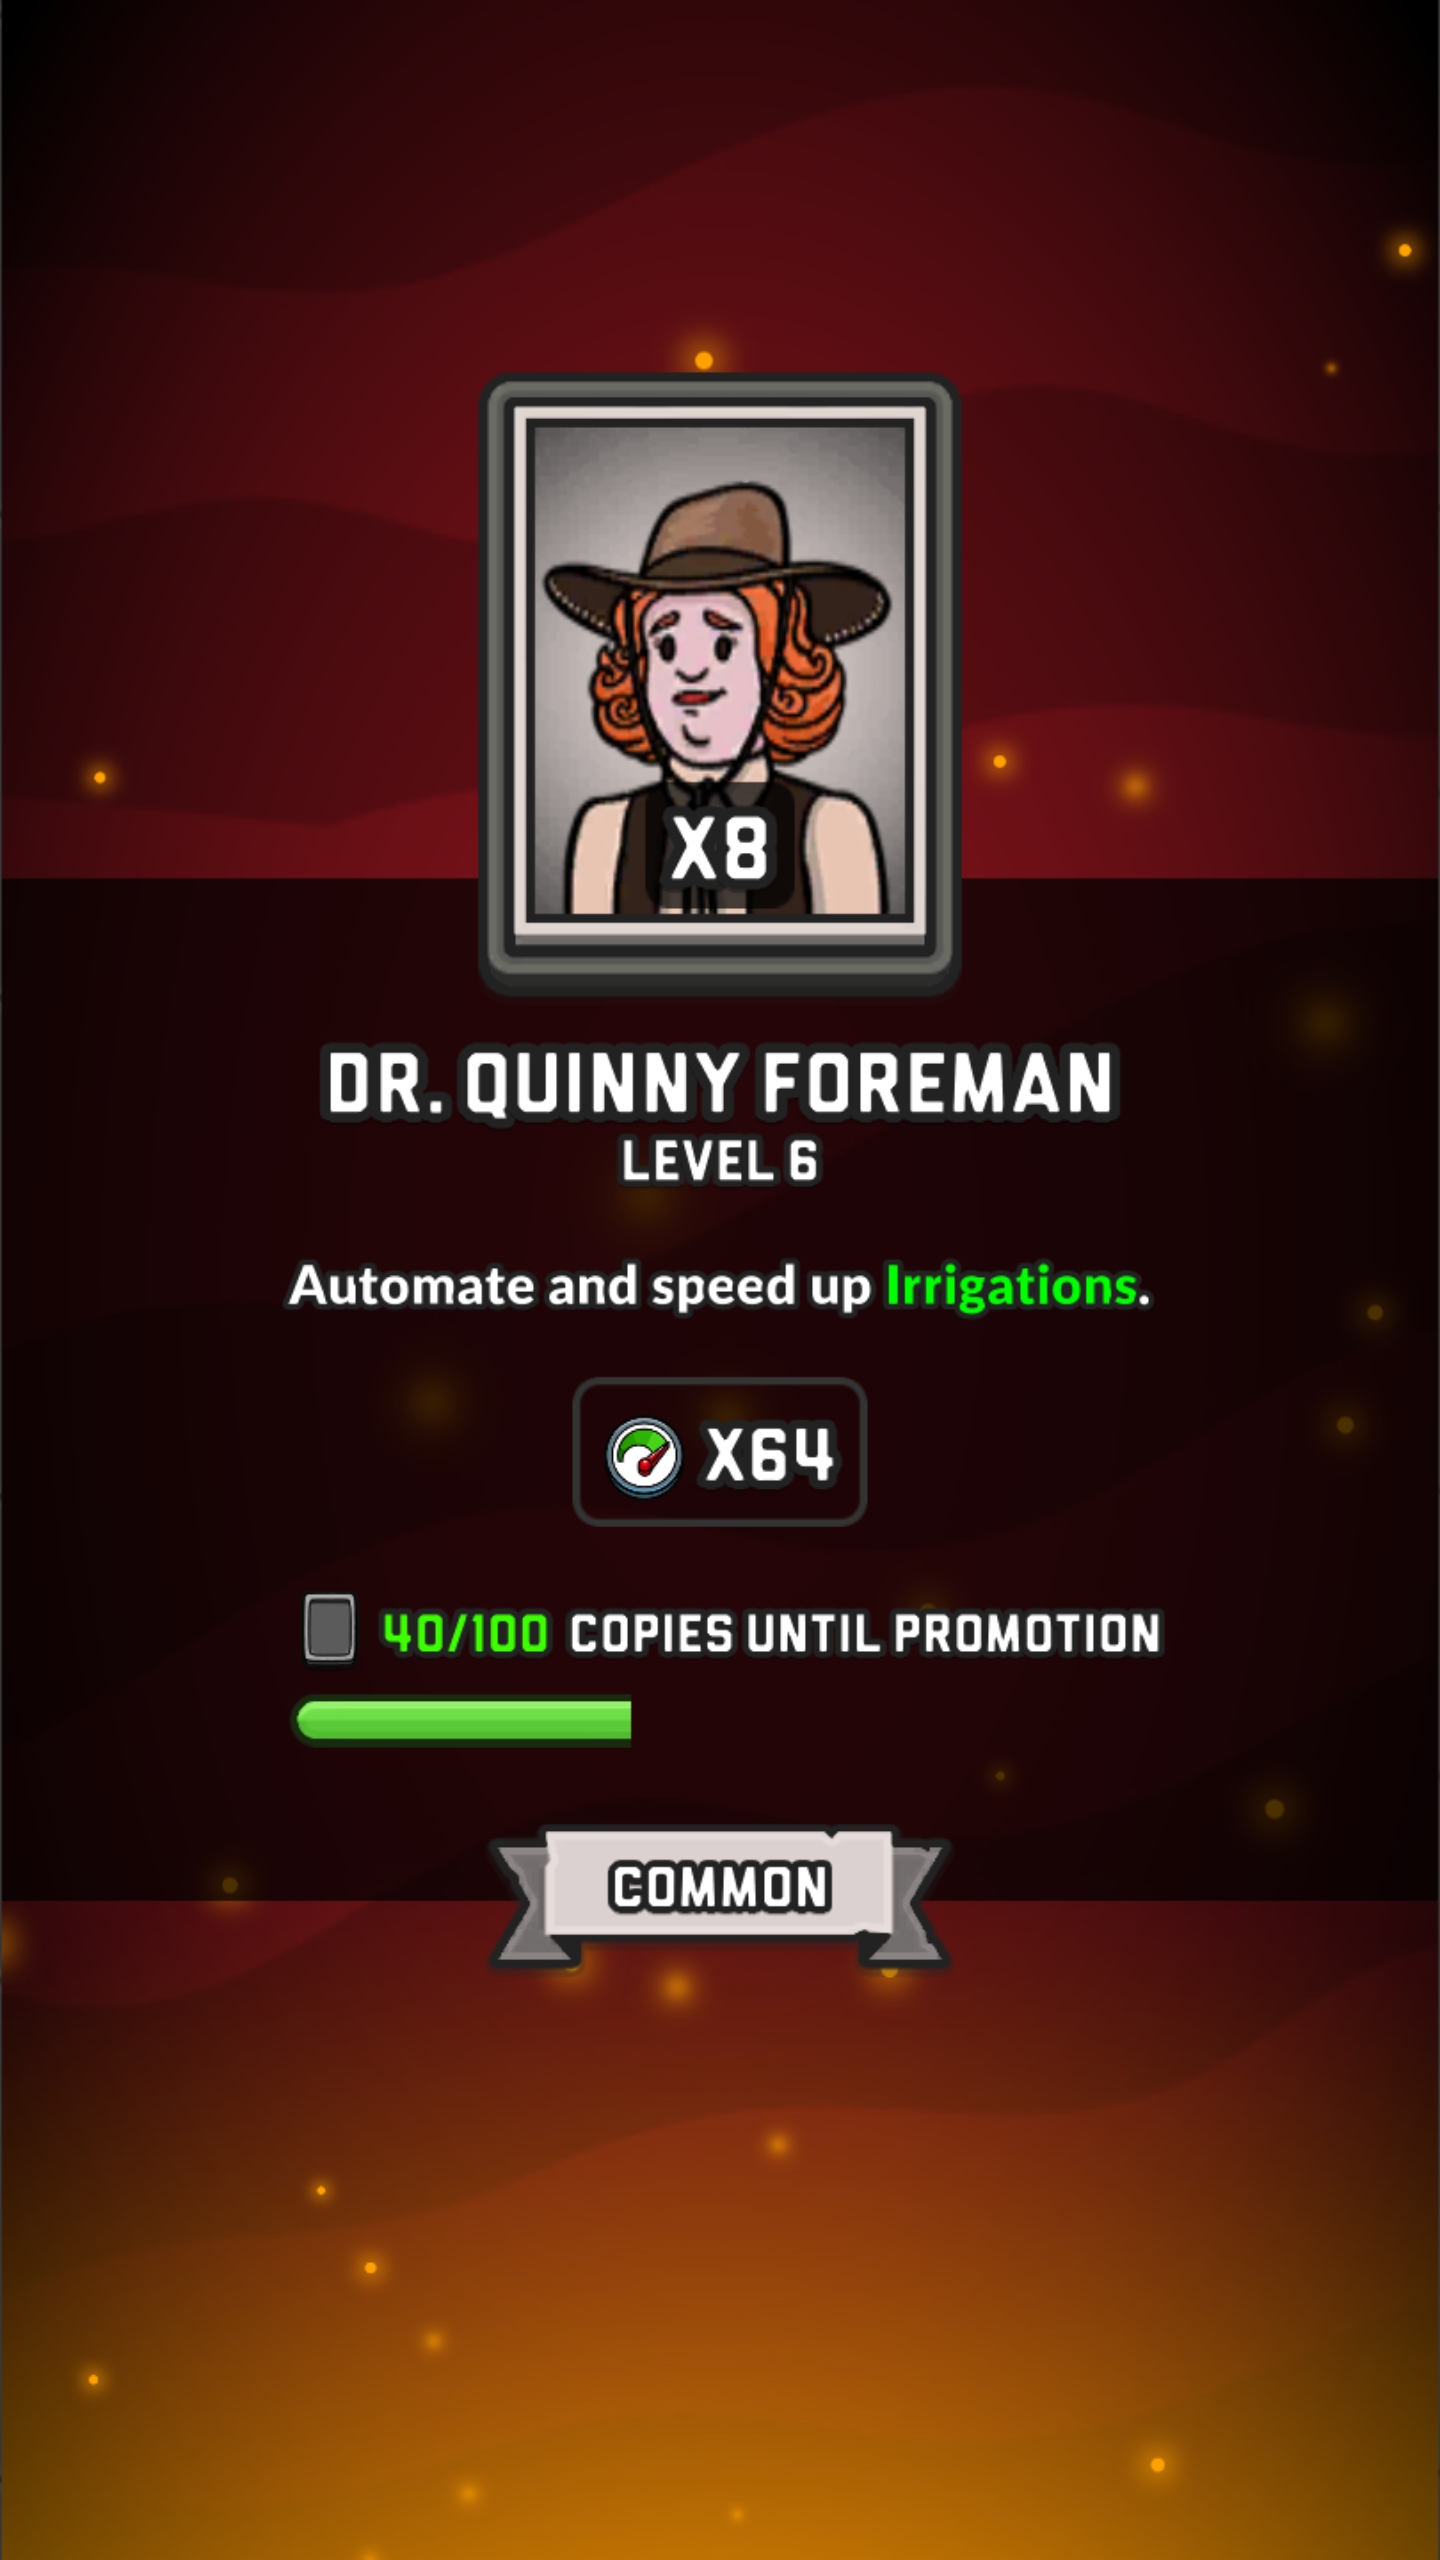 X8
DR. QUINNY FOREMAN
LEVEL 6
Automate and speed up Irrigations.
X64
40/100 COPIES UNTIL PROMOTION
COMMON